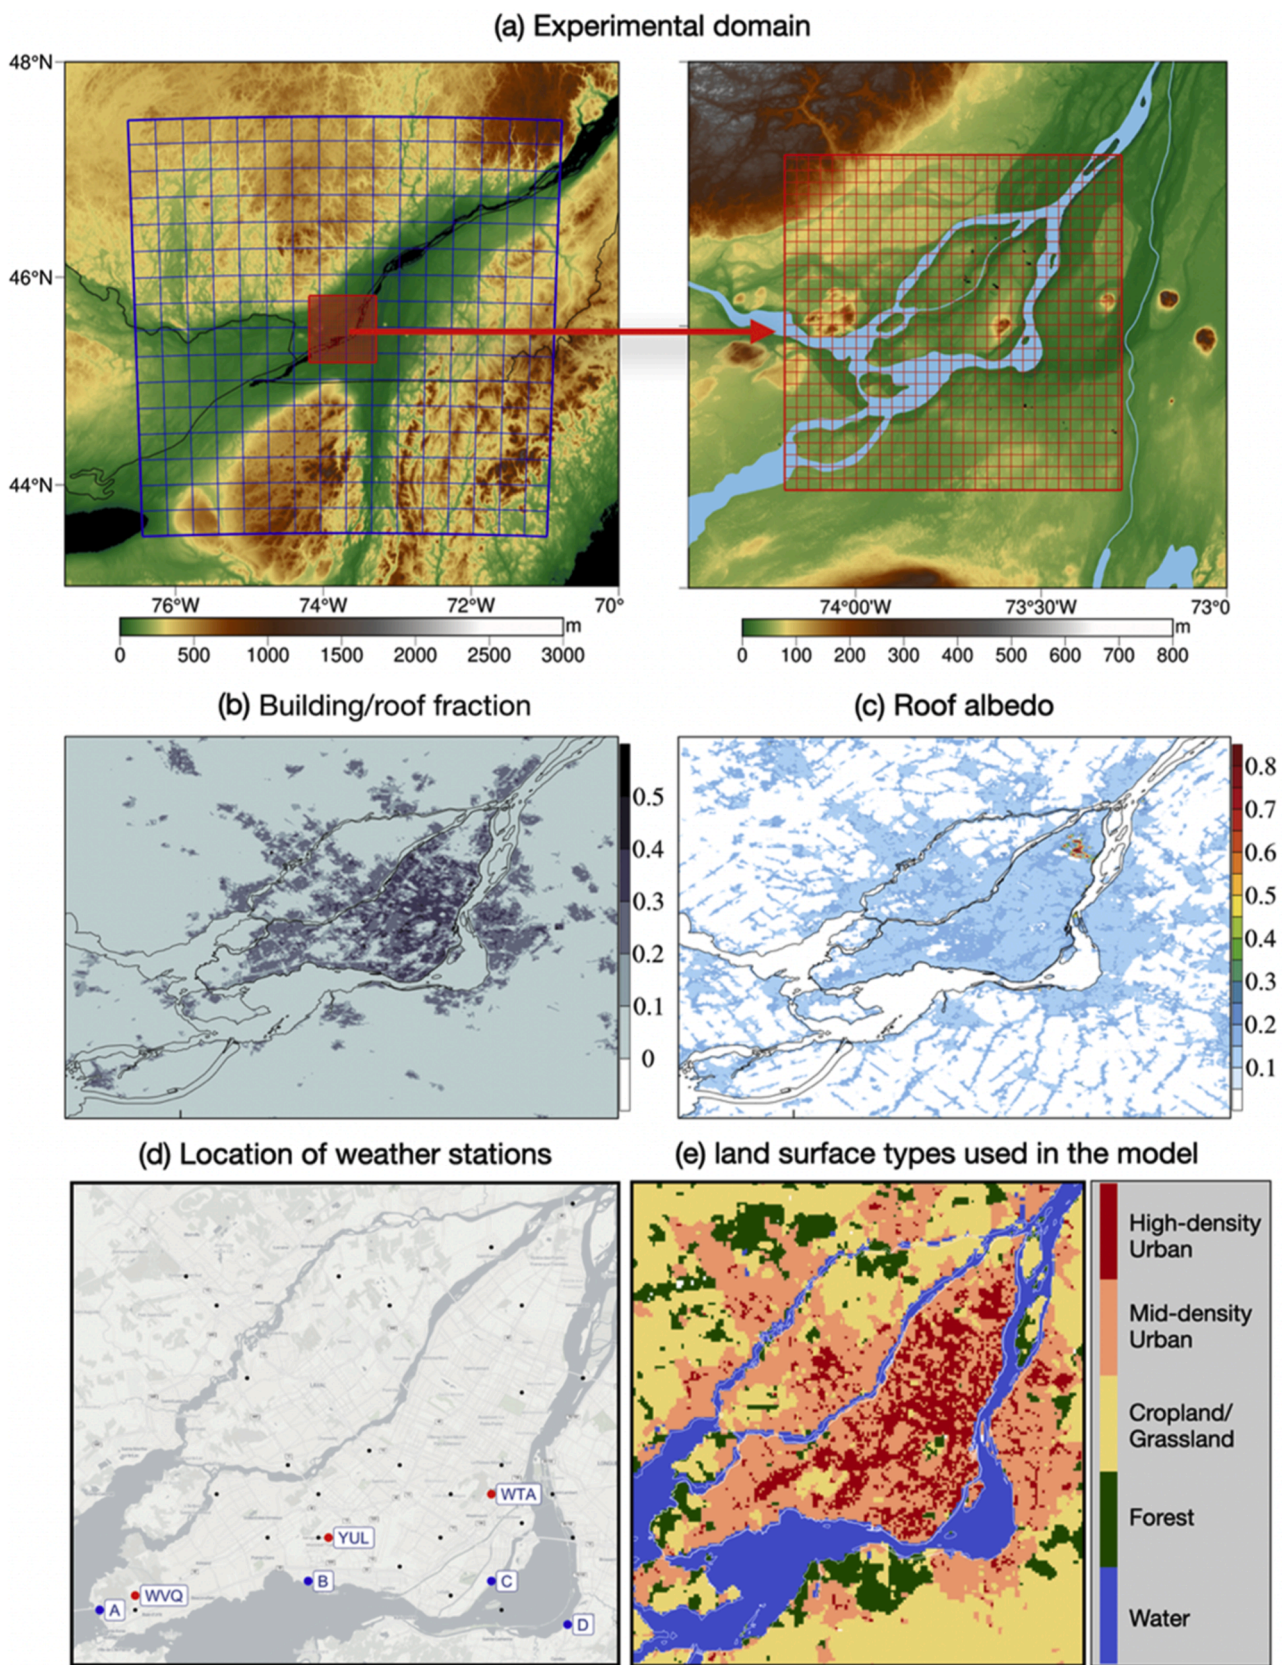 (a) Experimental domain
48°N
46°N
44°N
76°W 74°W 72°W 70°
74°00'W 73°30'W 73°0
m
0 500 1000 1500 2000 2500 3000
m
0 100 200 300 400 500 600 700 800
(b) Building/roof fraction
(c) Roof albedo
0.5
0.4
0.3
0.2
0.1
0
0.8
0.7
0.6
0.5
0.4
0.3
0.2
0.1
(d) Location of weather stations
(e) land surface types used in the model
WTA
YUL
B
C
WVQ
A
D
High-density
Urban
Mid-density
Urban
Cropland/
Grassland
Forest
Water